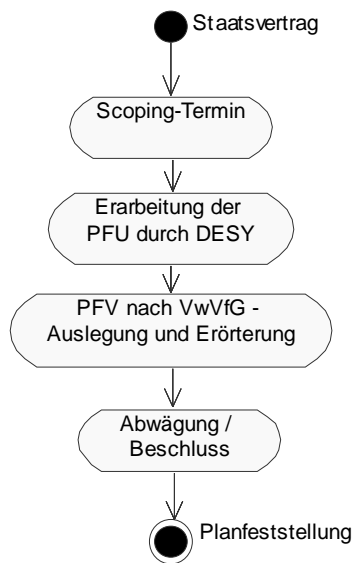 Staatsvertrag
Scoping-Termin
Erarbeitung der
PFU durch DESY
PFV nach VwVfG -
Auslegung und Erörterung
Abwägung /
Beschluss
Planfeststellung